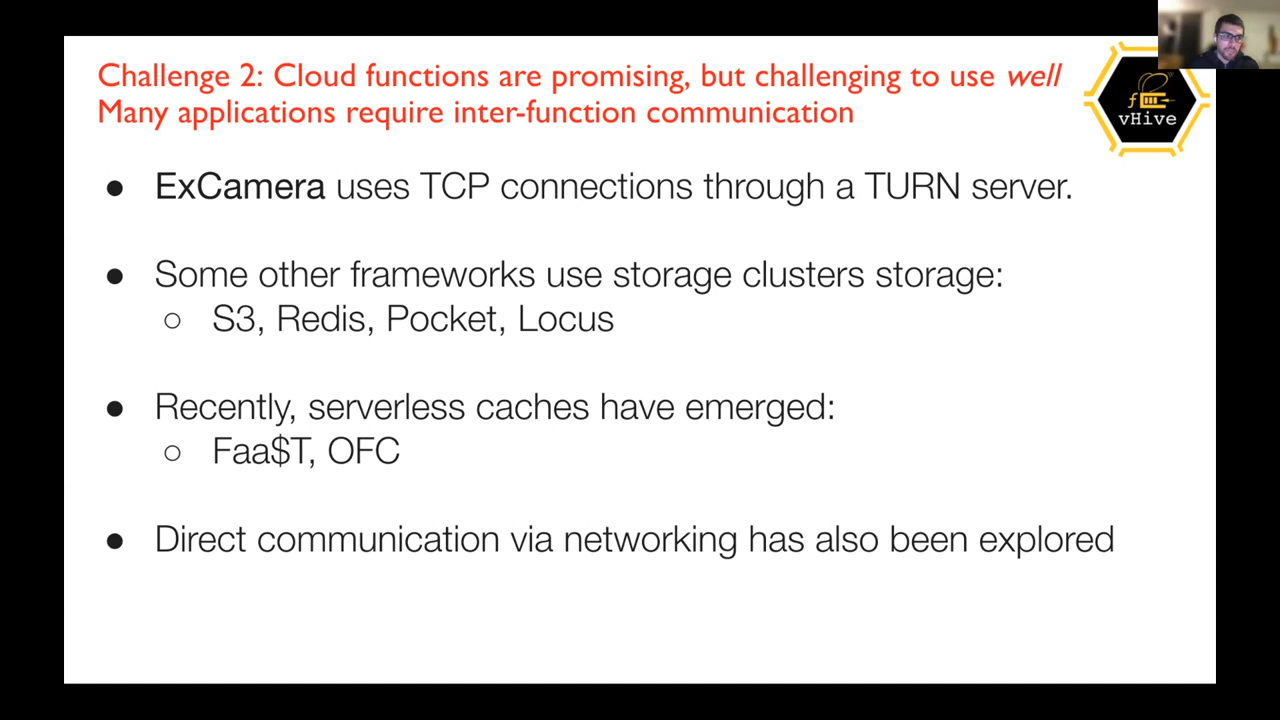 Challenge 2: Cloud functions are promising, but challenging to use well
Many applications require inter-function communication
f
vHive
● ExCamera uses TCP connections through a TURN server.
● Some other frameworks use storage clusters storage:
○ S3, Redis, Pocket, Locus
● Recently, serverless caches have emerged:
○ Faa$T, OFC
● Direct communication via networking has also been explored